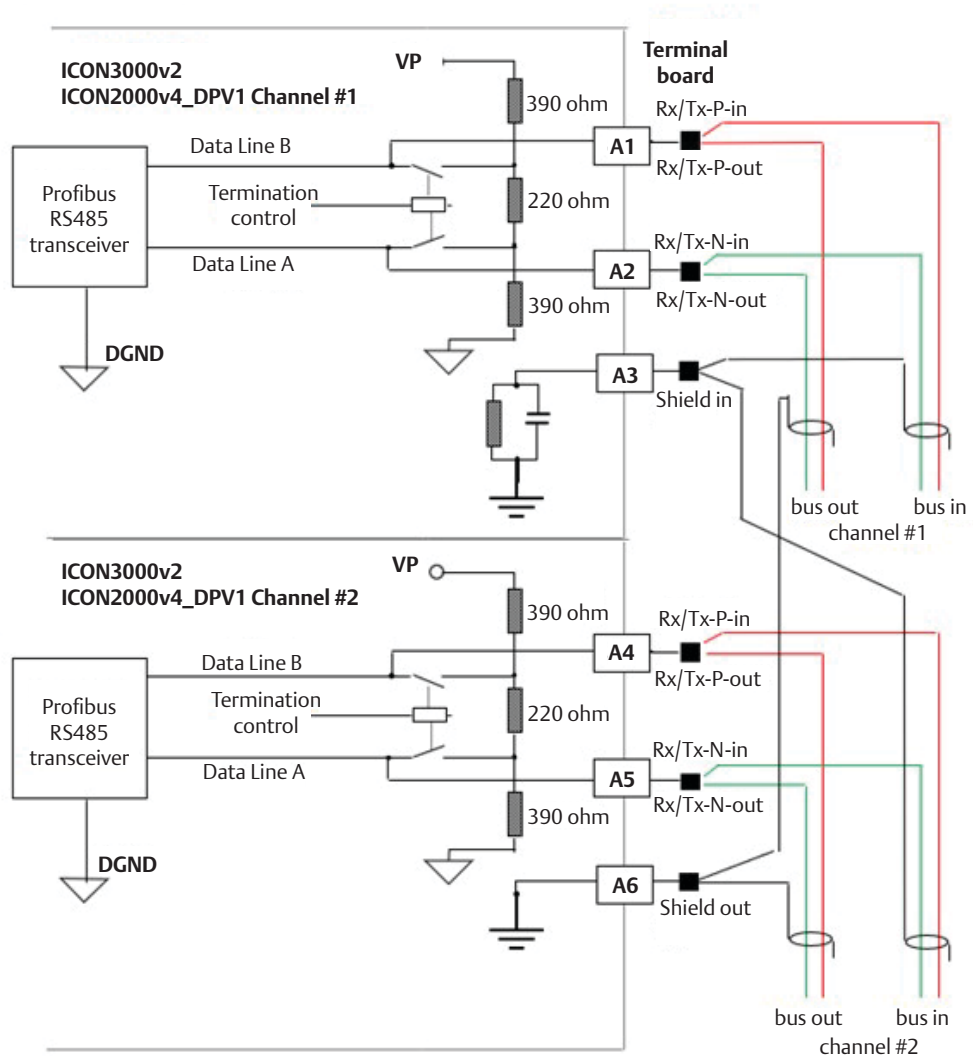 ICON3000v2
ICON2000v4_DPV1 Channel #1
VP
Terminal
board
390 ohm
Rx/Tx-P-in
A1
Rx/Tx-P-out
Data Line B
Profibus
RS485
transceiver
Termination
control
220 ohm
Rx/Tx-N-in
A2
Rx/Tx-N-out
Data Line A
390 ohm
DGND
A3
Shield in
bus out
bus in
channel #1
ICON3000v2
ICON2000v4_DPV1 Channel #2
VP
390 ohm
Rx/Tx-P-in
A4
Rx/Tx-P-out
Data Line B
Profibus
RS485
transceiver
Termination
control
220 ohm
Rx/Tx-N-in
A5
Rx/Tx-N-out
Data Line A
390 ohm
DGND
A6
Shield out
bus out
bus in
channel #2